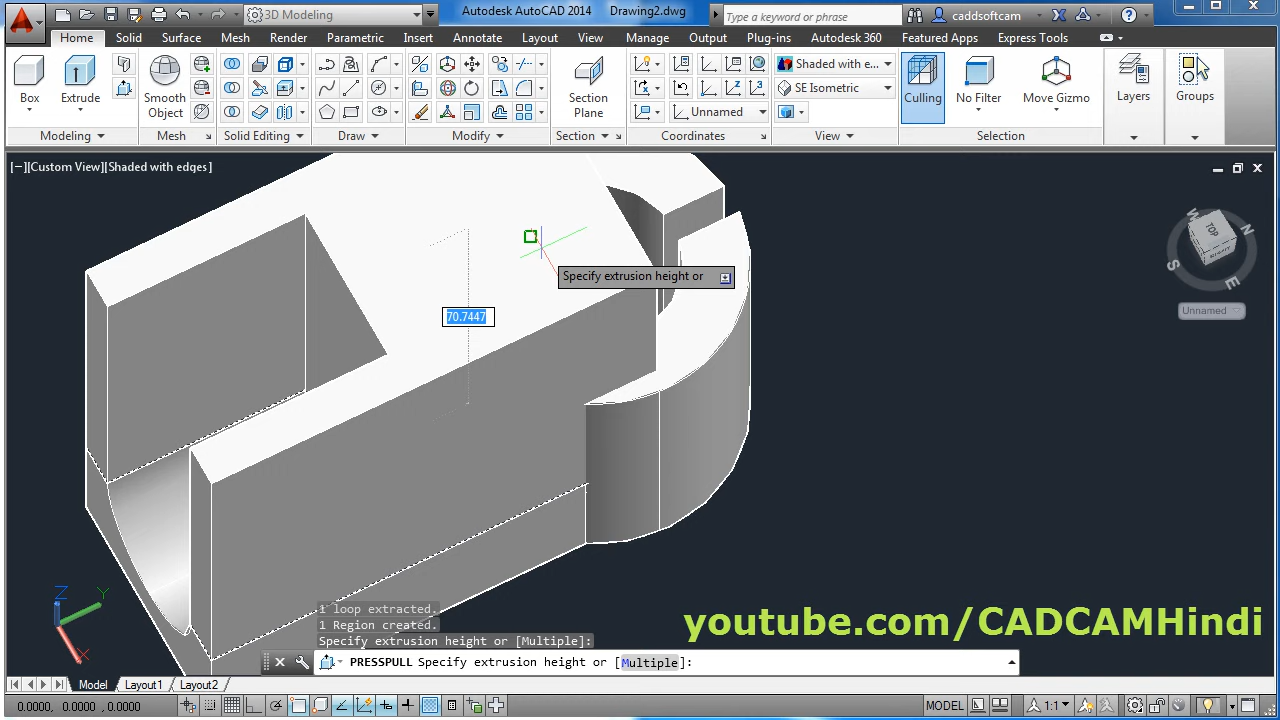 3D Modeling
Autodesk AutoCAD 2014 Drawing2.dwg
Type a keyword or phrase
caddsoftcam
Home Solid Surface Mesh Render Parametric Insert Annotate Layout View Manage Output Plug-ins Autodesk 360 Featured Apps Express Tools
Box
Extrude
Smooth
Object
Section
Plane
Shaded with e...
SE Isometric
Unnamed
Culling
No Filter
Move Gizmo
Layers
Groups
Modeling Mesh Solid Editing Draw Modify Section Coordinates View Selection
[−][Custom View][Shaded with edges]
W
N
S
E
TOP
Unnamed
Specify extrusion height or
70.7447
Z
Y
X
1 loop extracted.
1 Region created.
Specify extrusion height or [Multiple]:
youtube.com/CADCAMHindi
PRESSPULL Specify extrusion height or [Multiple]:
Model Layout1 Layout2
0.0000, 0.0000 , 0.0000
MODEL
1:1